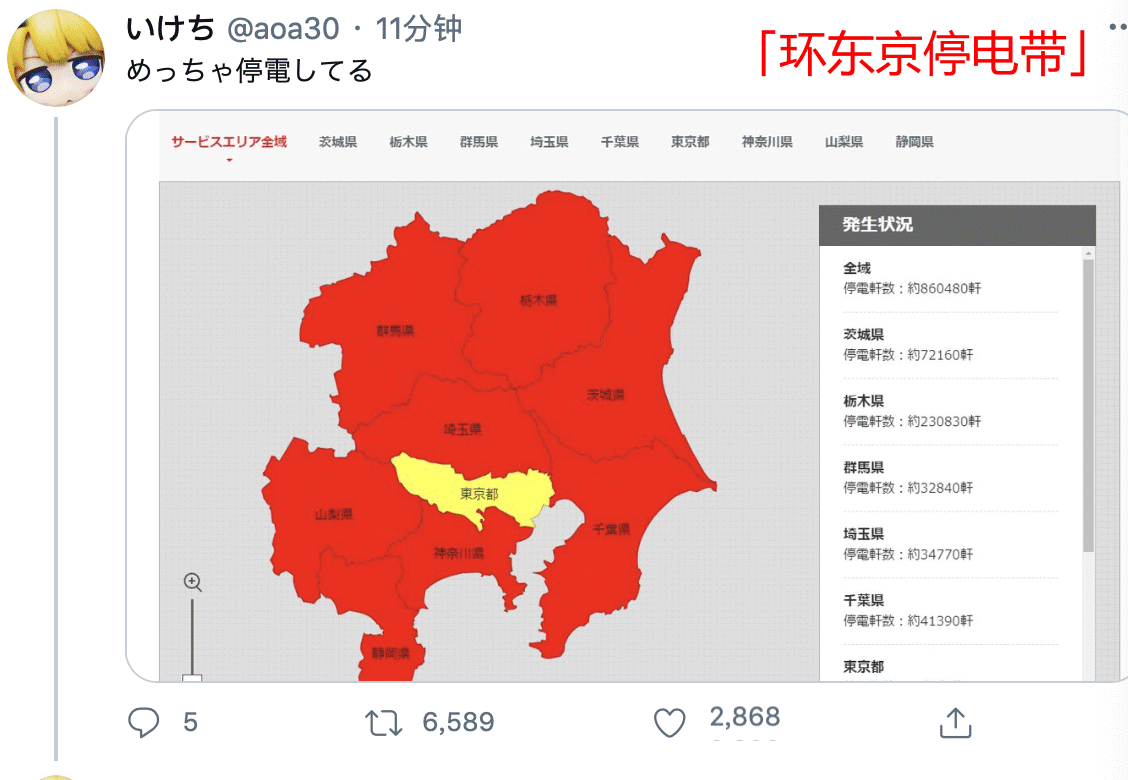 いけち @aoa30 · 11分钟
「环东京停电带」
めっちゃ停電してる
サービスエリア全域 茨城県 栃木県 群馬県 埼玉県 千葉県 東京都 神奈川県 山梨県 静岡県
発生状況
全域
停電軒数：約860480軒
茨城県
停電軒数：約72160軒
栃木県
停電軒数：約230830軒
群馬県
停電軒数：約32840軒
埼玉県
停電軒数：約34770軒
千葉県
停電軒数：約41390軒
東京都
栃木県
群馬県
茨城県
埼玉県
東京都
山梨県
千葉県
神奈川県
静岡県
5 6,589 2,868